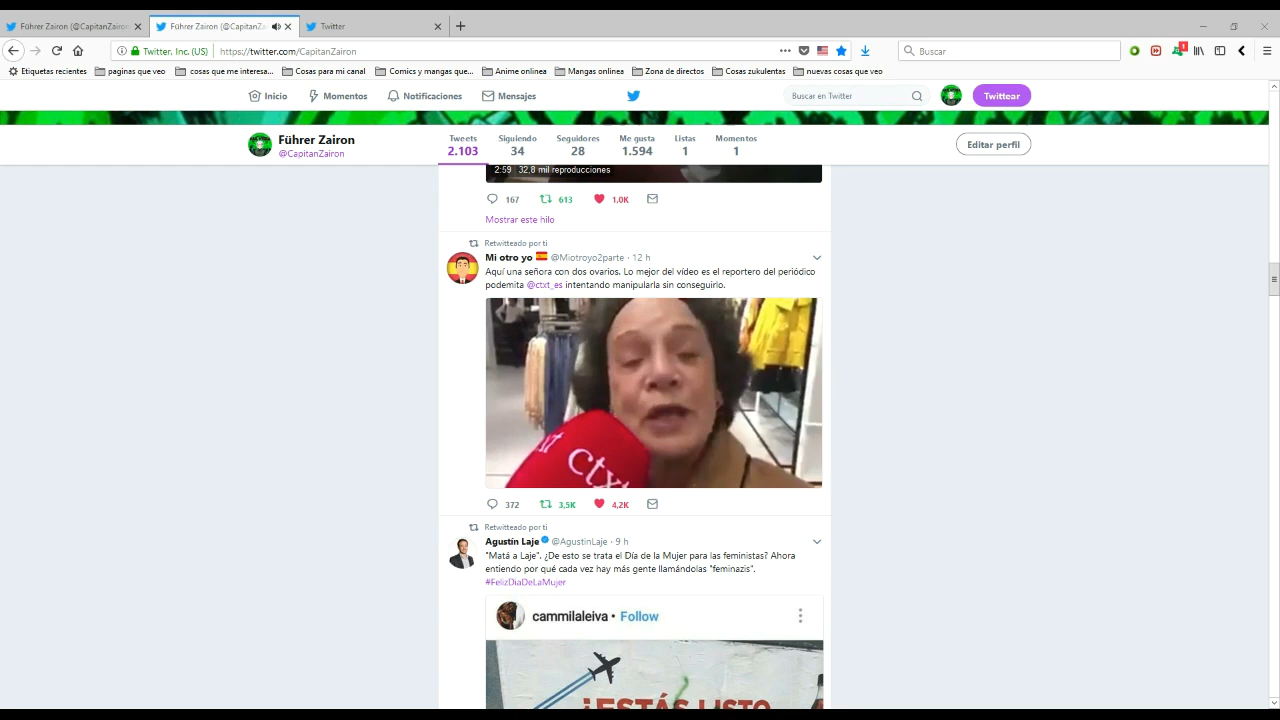 Führer Zairon (@CapitanZairon
Führer Zairon (@CapitanZ
Twitter
Twitter, Inc. (US)
https://twitter.com/CapitanZairon
Buscar
1
Etiquetas recientes
páginas que veo
cosas que me interesa...
Cosas para mi canal
Comics y mangas que...
Anime onlinea
Mangas onlinea
Zona de directos
Cosas zukulentas
nuevas cosas que veo
Inicio
Momentos
Notificaciones
Mensajes
Buscar en Twitter
Twittear
Führer Zairon
@CapitanZairon
Tweets
2.103
Siguiendo
34
Seguidores
28
Me gusta
1.594
Listas
1
Momentos
1
Editar perfil
2:59 32,8 mil reproducciones
167 613 1,0K
Mostrar este hilo
Retwitteado por ti
Mi otro yo @Miotroyo2parte · 12 h
Aquí una señora con dos ovarios. Lo mejor del vídeo es el reportero del periódico
podemita @ctxt_es intentando manipularla sin conseguirlo.
xt ctxt
372 3,5K 4,2K
Retwitteado por ti
Agustín Laje @AgustinLaje · 9 h
"Matá a Laje". ¿De esto se trata el Día de la Mujer para las feministas? Ahora
entiendo por qué cada vez hay más gente llamándolas "feminazis".
#FelizDiaDeLaMujer
cammilaleiva • Follow
¿ESTÁS LISTO